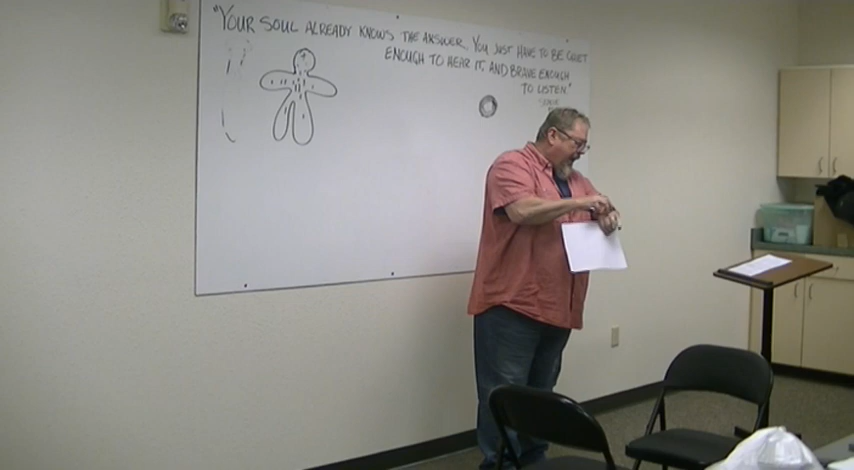 "YOUR SOUL ALREADY KNOWS THE ANSWER. YOU JUST HAVE TO BE QUIET
ENOUGH TO HEAR IT, AND BRAVE ENOUGH
TO LISTEN."